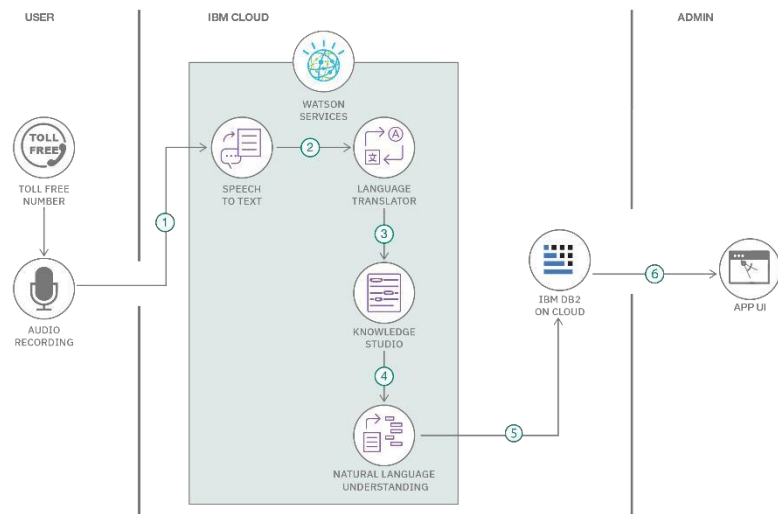 USER
IBM CLOUD
ADMIN
WATSON
SERVICES
TOLL
FREE
TOLL FREE
NUMBER
SPEECH
TO TEXT
2
A
文
LANGUAGE
TRANSLATOR
1
3
AUDIO
RECORDING
KNOWLEDGE
STUDIO
IBM DB2
ON CLOUD
6
APP UI
4
5
NATURAL LANGUAGE
UNDERSTANDING